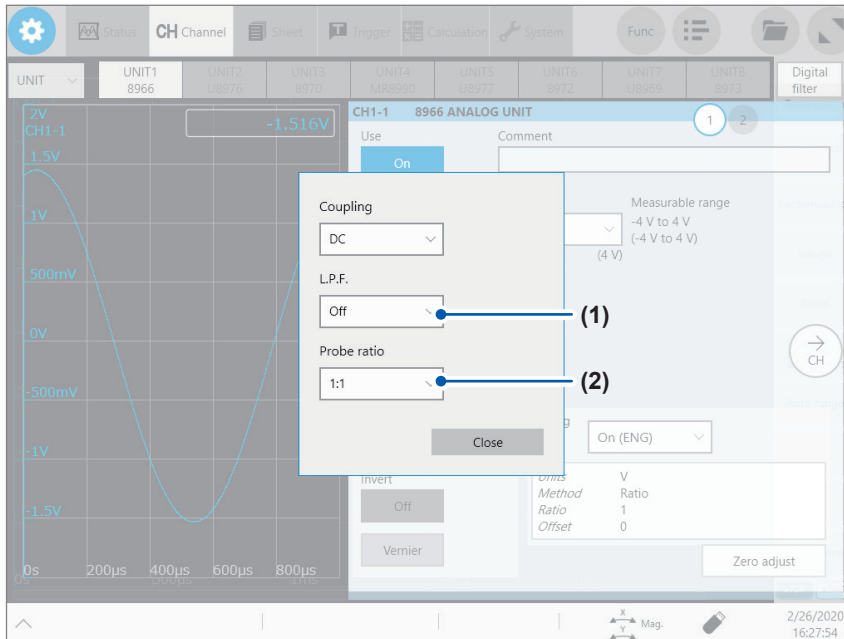 Status CH Channel Sheet T Trigger Calculation System Func
UNIT UNIT1 UNIT2 UNIT3 UNIT4 UNIT5 UNIT6 UNIT7 UNIT8 Digital
8966 U8976 8970 MR8990 U8977 8972 U8969 8973 filter
2V
CH1-1
-1.516V
1.5V
1V
500mV
0V
-500mV
-1V
-1.5V
0s 200µs 400µs 600µs 800µs
0s 500µs 1ms
CH1-1 8966 ANALOG UNIT 1 2
Use Comment
On
Measurable range
-4 V to 4 V
(-4 V to 4 V)
(4 V)
Coupling
DC
L.P.F.
Off
(1)
Probe ratio
1:1
(2)
Close
CH
g
On (ENG)
Units V
Method Ratio
Ratio 1
Offset 0
Invert
Off
Vernier
Zero adjust
X
Y
Mag.
2/26/2020
16:27:54